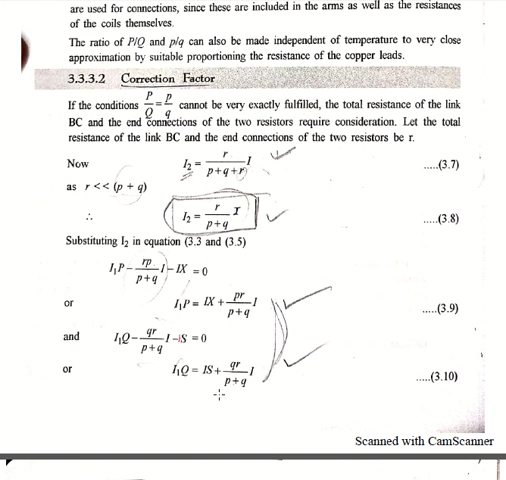 are used for connections, since these are included in the arms as well as the resistances
of the coils themselves.
The ratio of P/Q and p/q can also be made independent of temperature to very close
approximation by suitable proportioning the resistance of the copper leads.
3.3.3.2 Correction Factor
If the conditions P/Q = p/q cannot be very exactly fulfilled, the total resistance of the link
BC and the end connections of the two resistors require consideration. Let the total
resistance of the link BC and the end connections of the two resistors be r.
Now I₂ = r/(p+q+r) I .....(3.7)
as r << (p + q)
∴ I₂ = r/(p+q) I .....(3.8)
Substituting I₂ in equation (3.3 and (3.5)
I₁P − rp/(p+q) I − IX = 0
or I₁P = IX + pr/(p+q) I .....(3.9)
and I₁Q − qr/(p+q) I − IS = 0
or I₁Q = IS + qr/(p+q) I .....(3.10)
Scanned with CamScanner